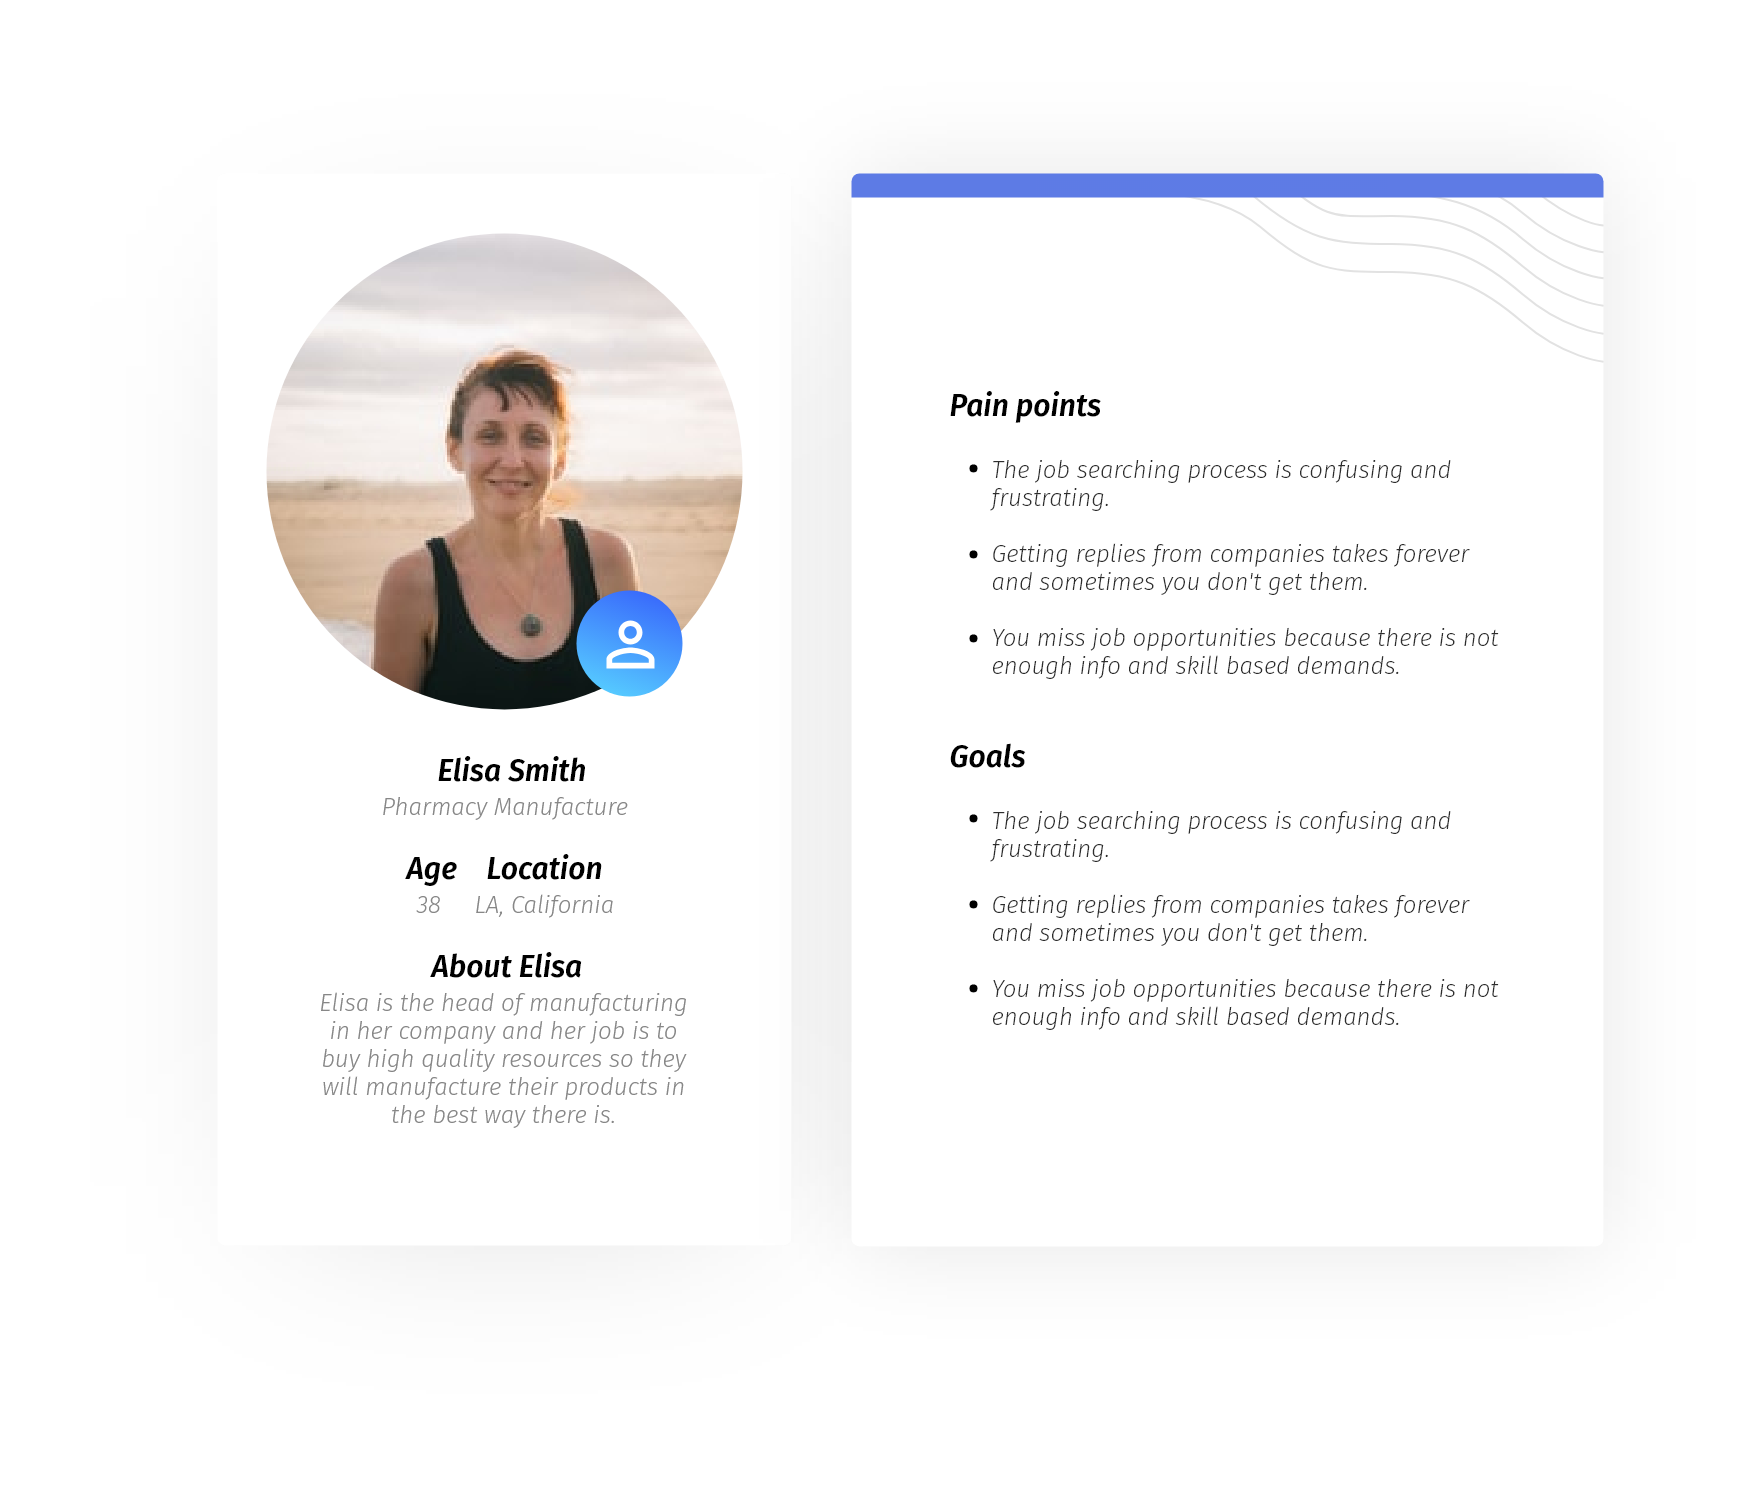 Elisa Smith
Pharmacy Manufacture
Age Location
38 LA, California
About Elisa
Elisa is the head of manufacturing
in her company and her job is to
buy high quality resources so they
will manufacture their products in
the best way there is.
Pain points
• The job searching process is confusing and
frustrating.
• Getting replies from companies takes forever
and sometimes you don't get them.
• You miss job opportunities because there is not
enough info and skill based demands.
Goals
• The job searching process is confusing and
frustrating.
• Getting replies from companies takes forever
and sometimes you don't get them.
• You miss job opportunities because there is not
enough info and skill based demands.